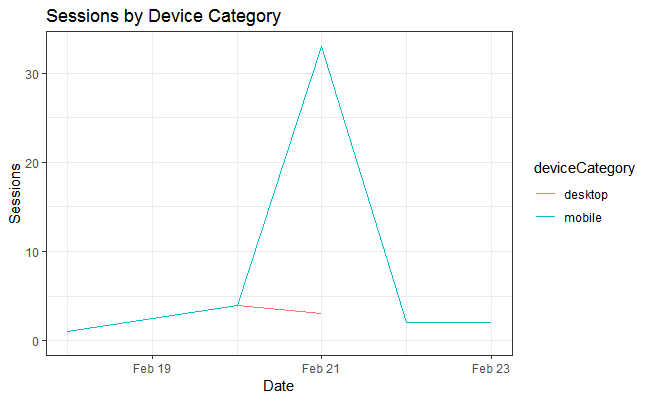 Sessions by Device Category
30
20
10
0
Sessions
Feb 19
Feb 21
Feb 23
Date
deviceCategory
desktop
mobile